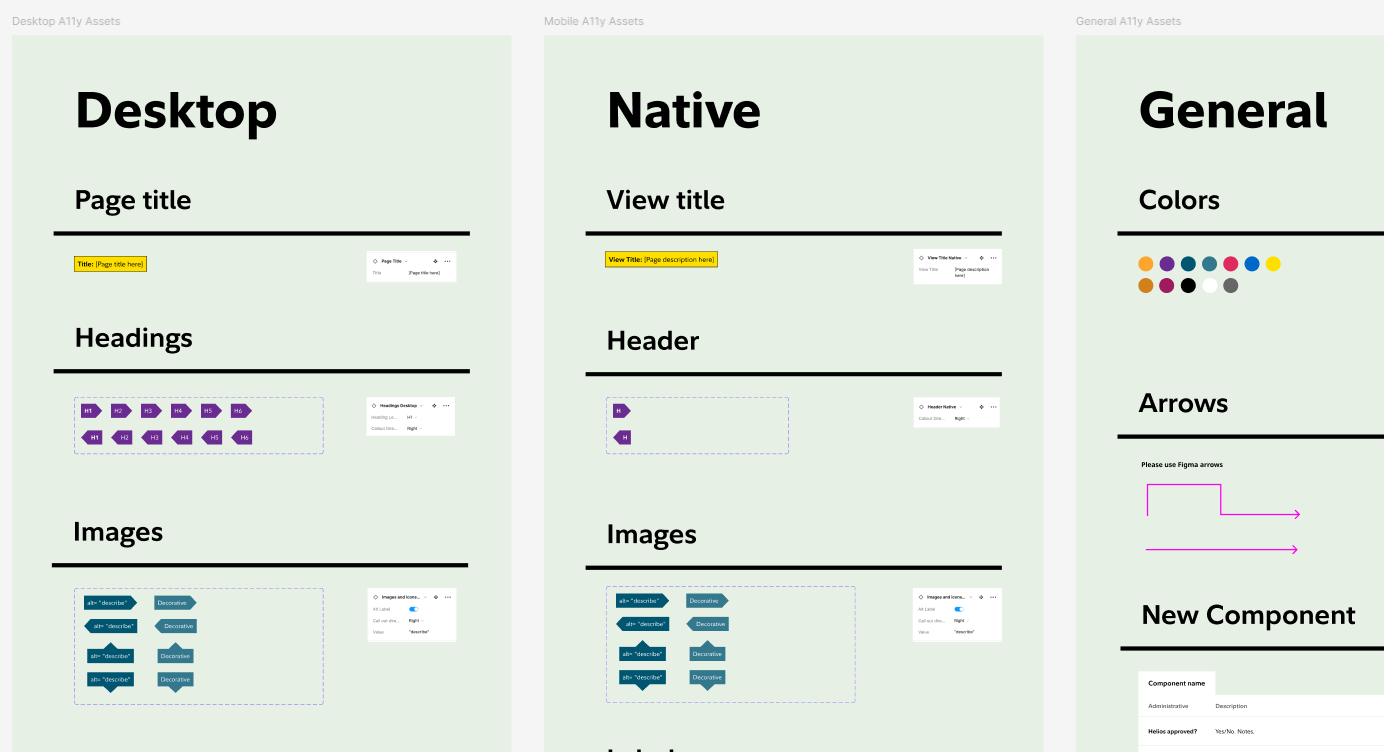 Desktop A11y Assets
Desktop
Page title
Title: [Page title here]
Page Title
Title [Page title here]
Headings
H1 H2 H3 H4 H5 H6
H1 H2 H3 H4 H5 H6
Headings Desktop
Heading Le... H1
Callout Dire... Right
Images
alt= "describe" Decorative
alt= "describe" Decorative
alt= "describe" Decorative
alt= "describe" Decorative
Images and icons...
Alt Label
Call out dire... Right
Value "describe"
Mobile A11y Assets
Native
View title
View Title: [Page description here]
View Title Native
View Title [Page description
here]
Header
H
H
Header Native
Callout Dire... Right
Images
alt= "describe" Decorative
alt= "describe" Decorative
alt= "describe" Decorative
alt= "describe" Decorative
Images and icons...
Alt Label
Call out dire... Right
Value "describe"
General A11y Assets
General
Colors
Arrows
Please use Figma arrows
New Component
Component name
Administrative Description
Helios approved? Yes/No. Notes.